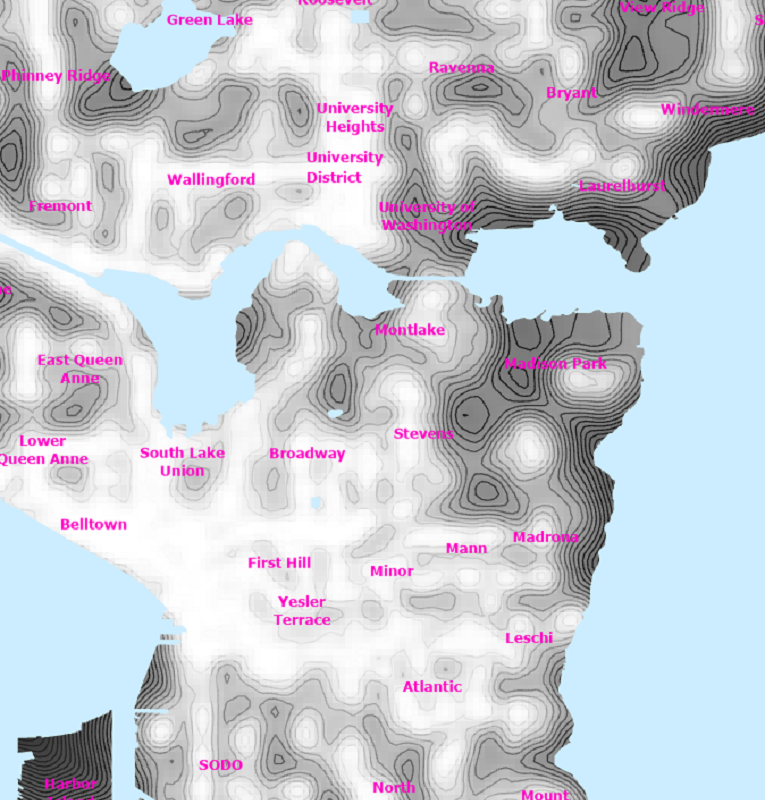 Roosevelt
View Ridge
Green Lake
S
Phinney Ridge
Ravenna
Bryant
University
Heights
Windermere
University
District
Wallingford
Laurelhurst
Fremont
University of
Washington
ne
Montlake
East Queen
Anne
Madison Park
Stevens
Lower
Queen Anne
South Lake
Union
Broadway
Belltown
Madrona
Mann
First Hill
Minor
Yesler
Terrace
Leschi
Atlantic
SODO
Harbor
North
Mount